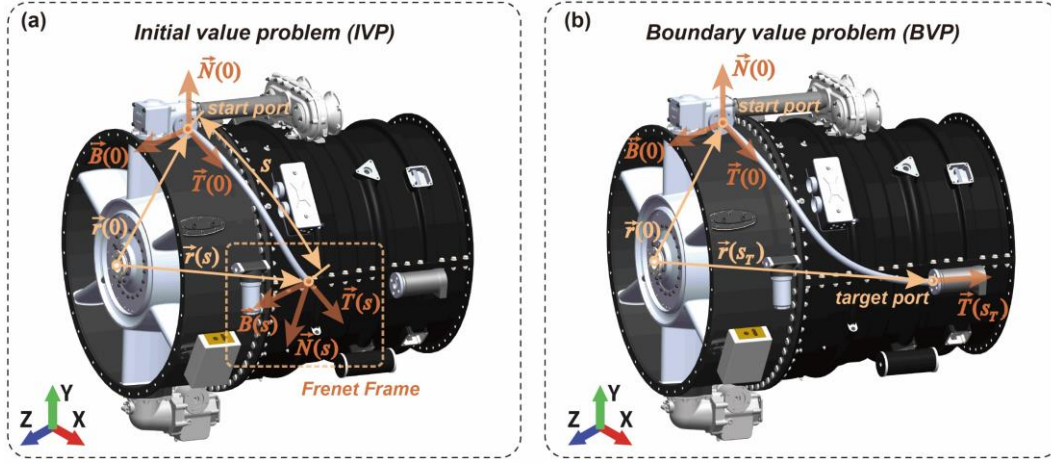 (a)
Initial value problem (IVP)
N⃗(0)
start port
B⃗(0)
T⃗(0)
s
r⃗(0)
r⃗(s)
T⃗(s)
B⃗(s)
N⃗(s)
Frenet Frame
Y
Z
X
(b)
Boundary value problem (BVP)
N⃗(0)
start port
B⃗(0)
T⃗(0)
r⃗(0)
r⃗(s_T)
target port
T⃗(s_T)
Y
Z
X